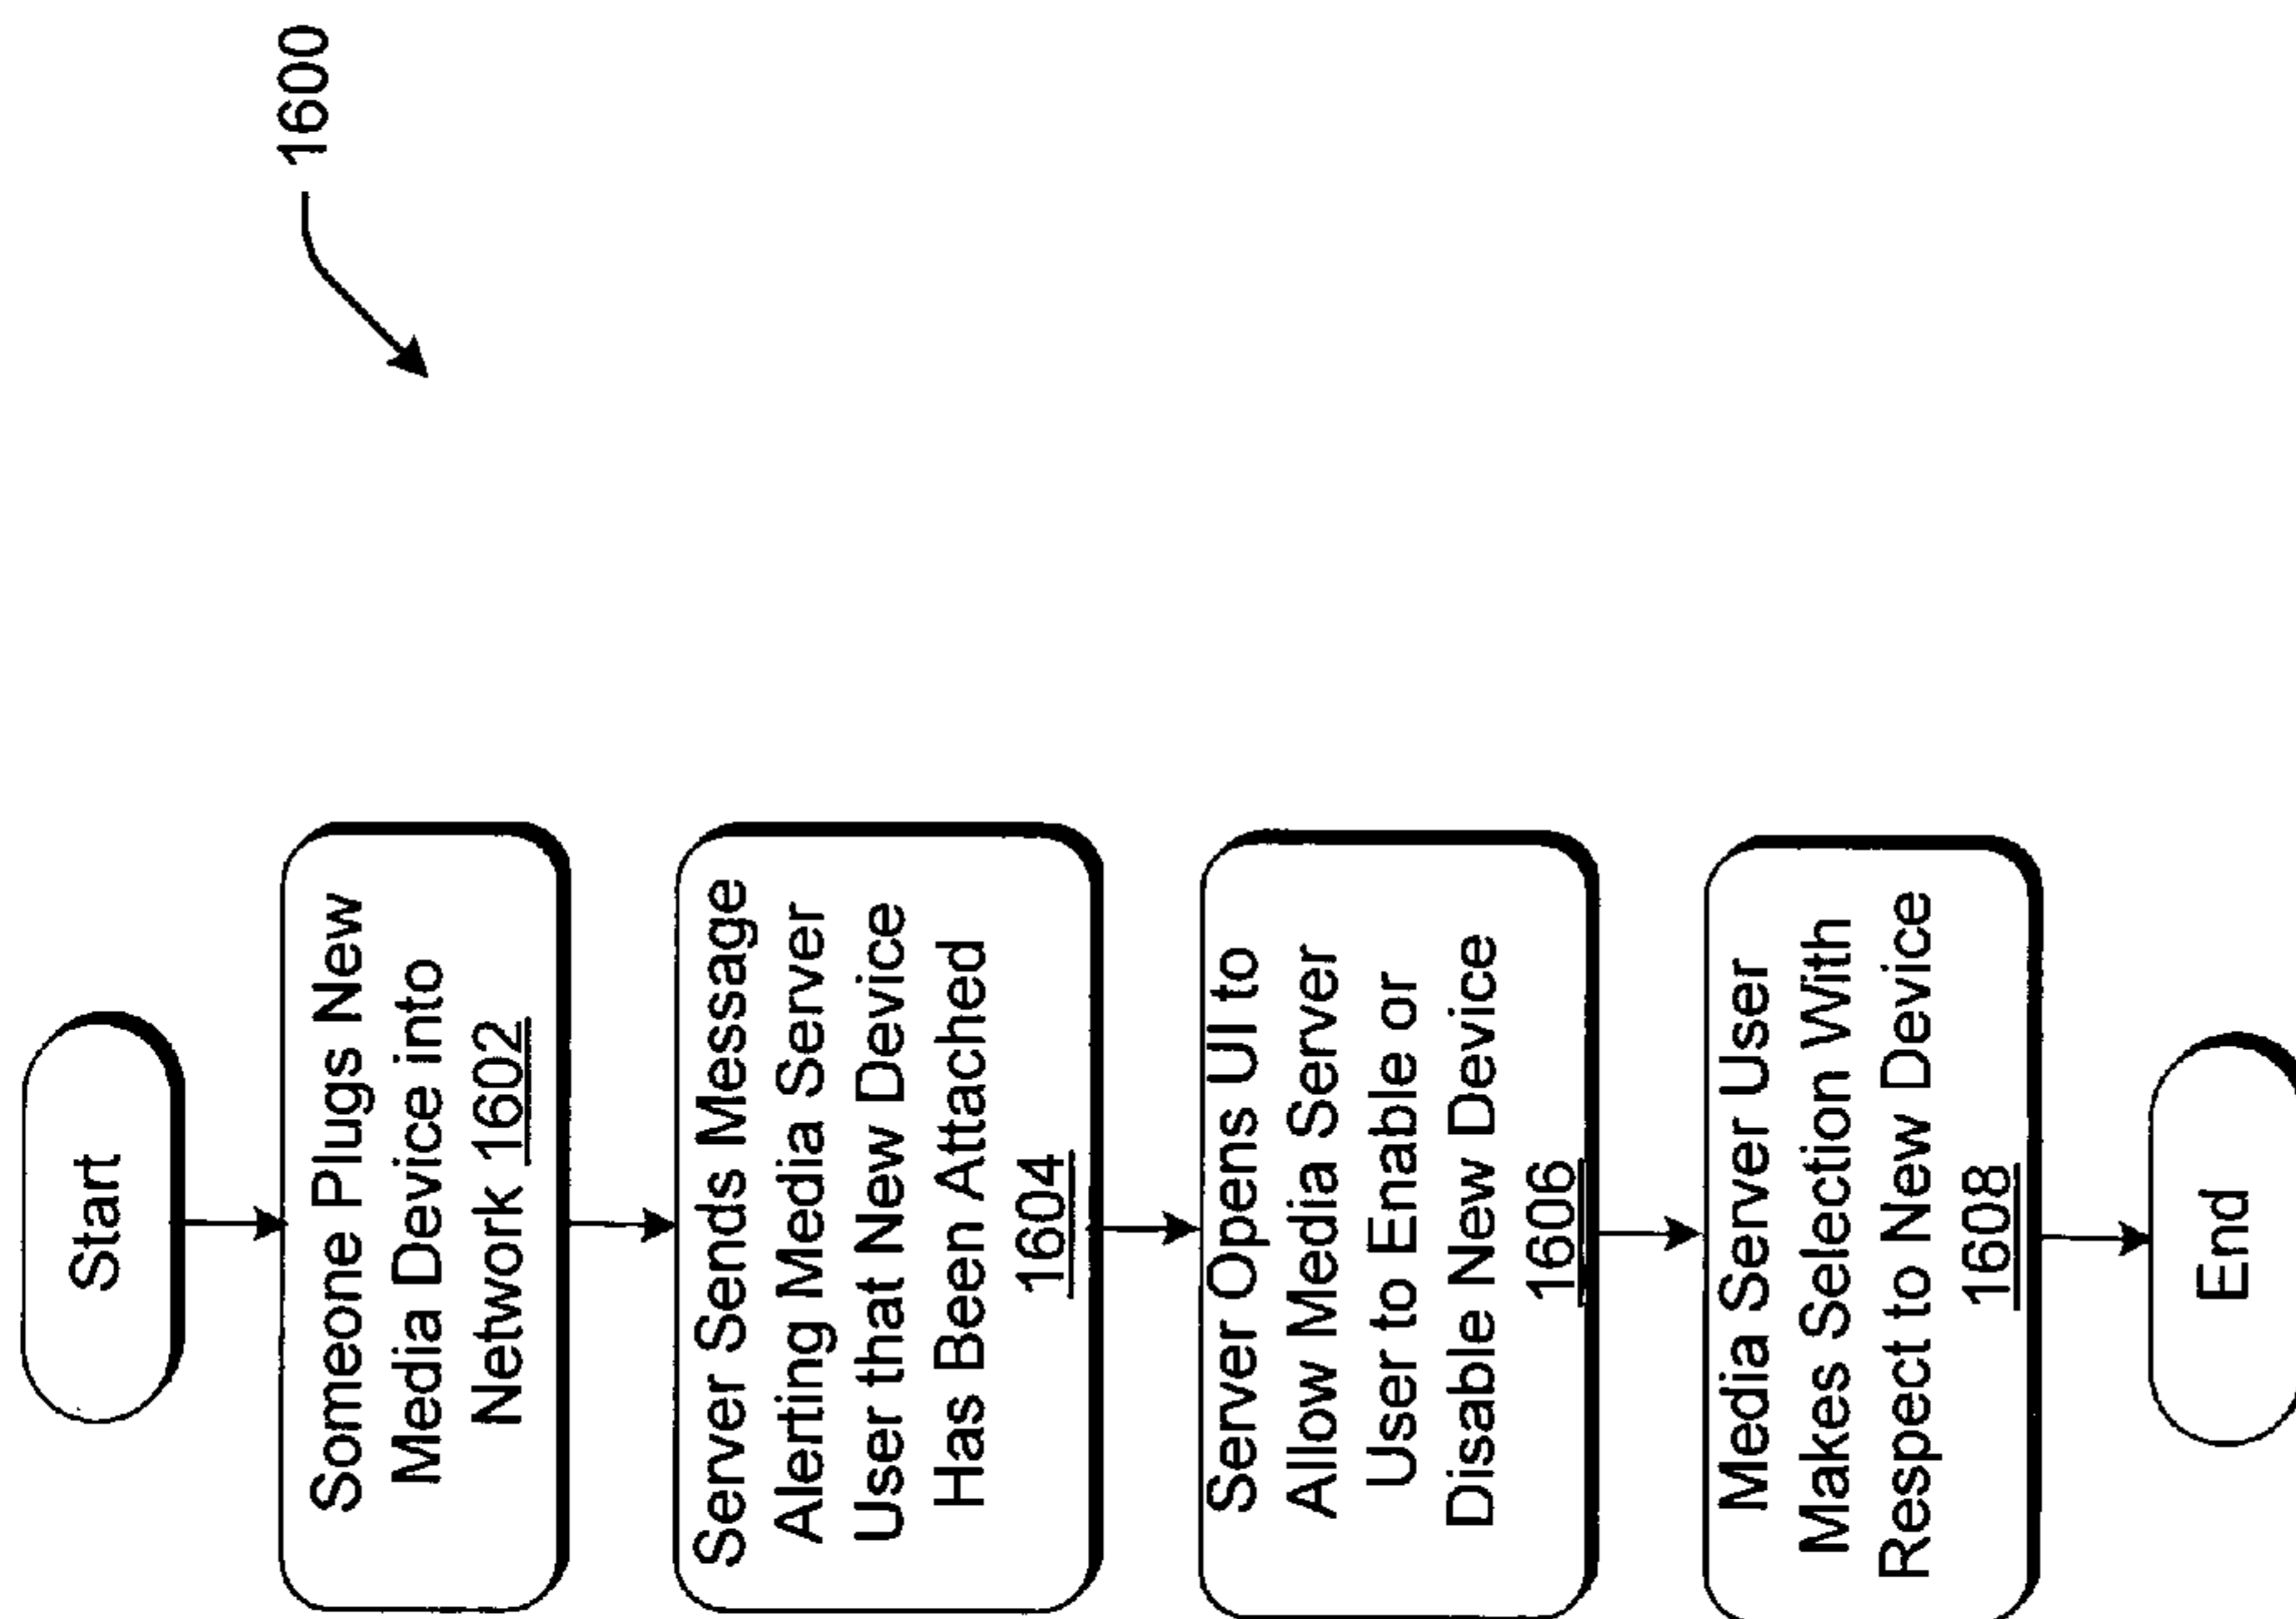 1600
Start
Someone Plugs New
Media Device into
Network 1602
Server Sends Message
Alerting Media Server
User that New Device
Has Been Attached
1604
Server Opens UI to
Allow Media Server
User to Enable or
Disable New Device
1606
Media Server User
Makes Selection With
Respect to New Device
1608
End